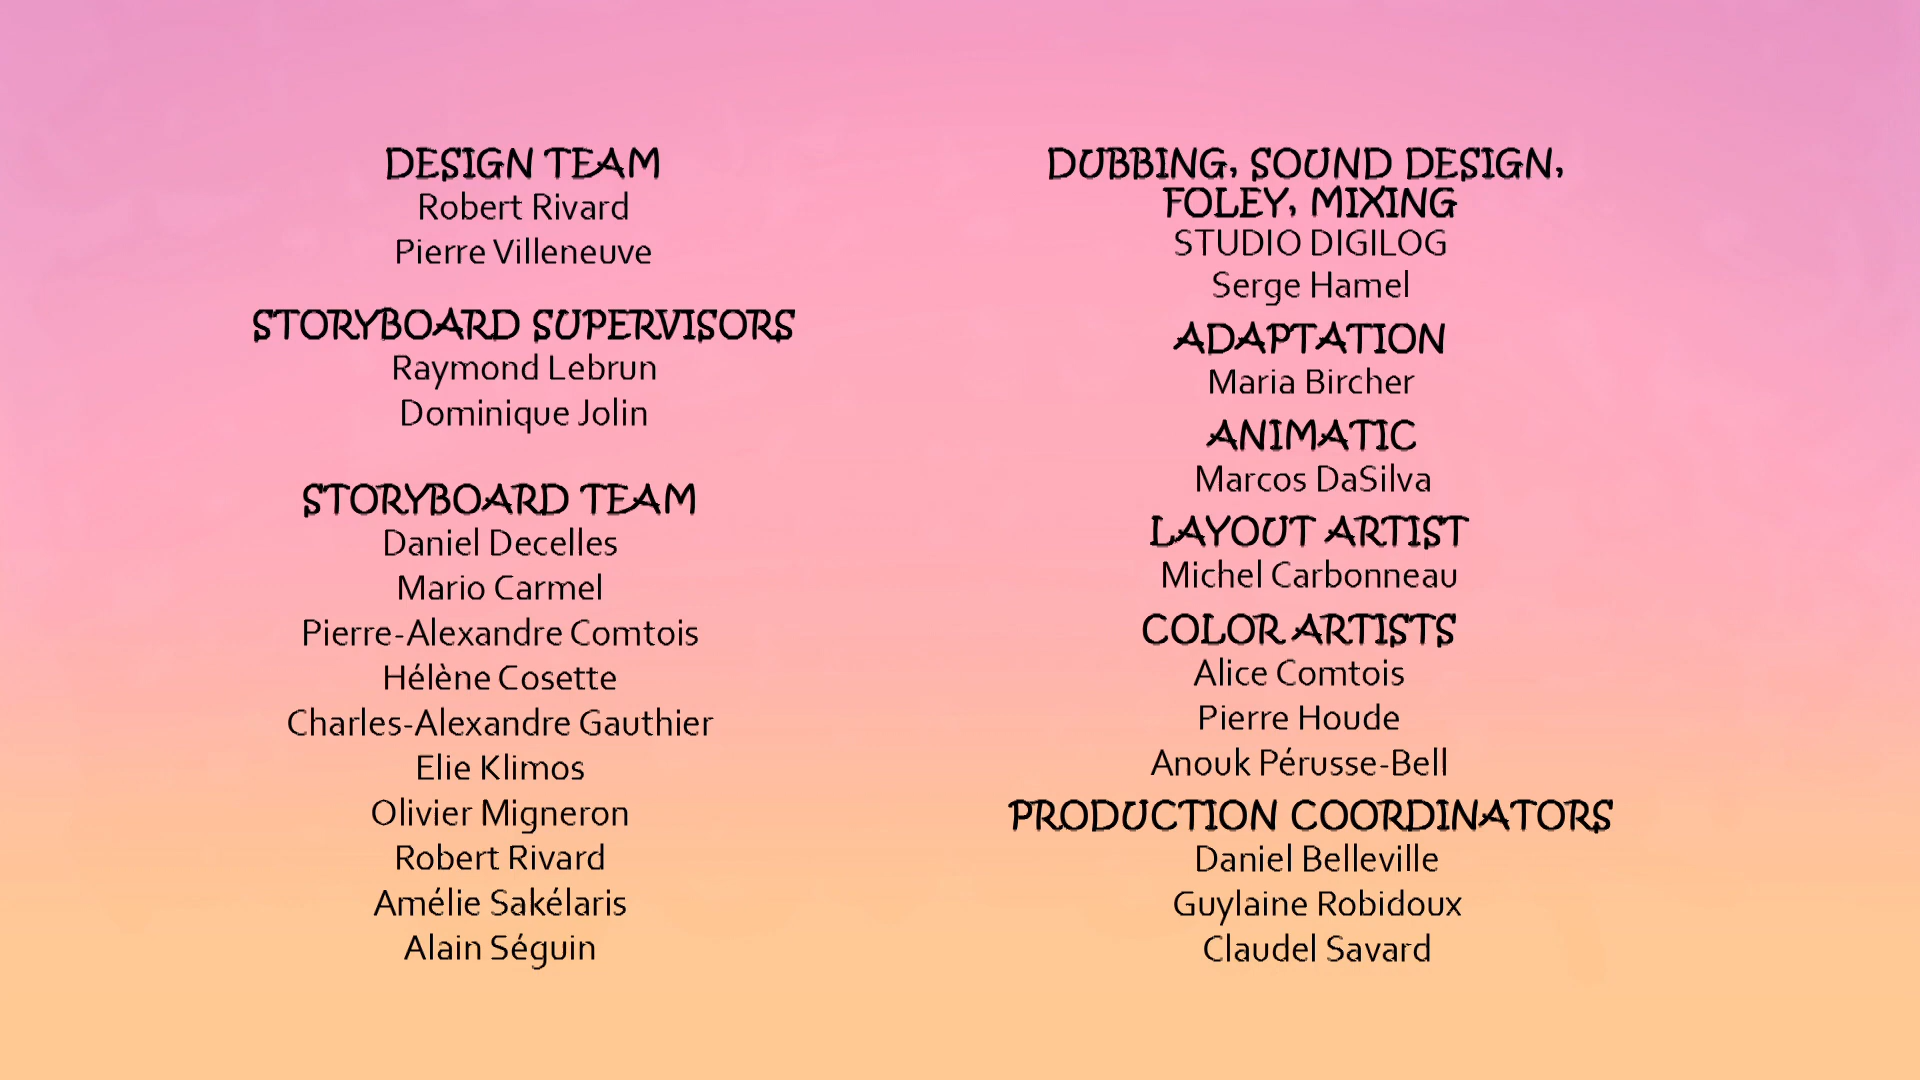 DESIGN TEAM
Robert Rivard
Pierre Villeneuve
STORYBOARD SUPERVISORS
Raymond Lebrun
Dominique Jolin
STORYBOARD TEAM
Daniel Decelles
Mario Carmel
Pierre-Alexandre Comtois
Hélène Cosette
Charles-Alexandre Gauthier
Elie Klimos
Olivier Migneron
Robert Rivard
Amélie Sakélaris
Alain Séguin
DUBBING, SOUND DESIGN,
FOLEY, MIXING
STUDIO DIGILOG
Serge Hamel
ADAPTATION
Maria Bircher
ANIMATIC
Marcos DaSilva
LAYOUT ARTIST
Michel Carbonneau
COLOR ARTISTS
Alice Comtois
Pierre Houde
Anouk Pérusse-Bell
PRODUCTION COORDINATORS
Daniel Belleville
Guylaine Robidoux
Claudel Savard